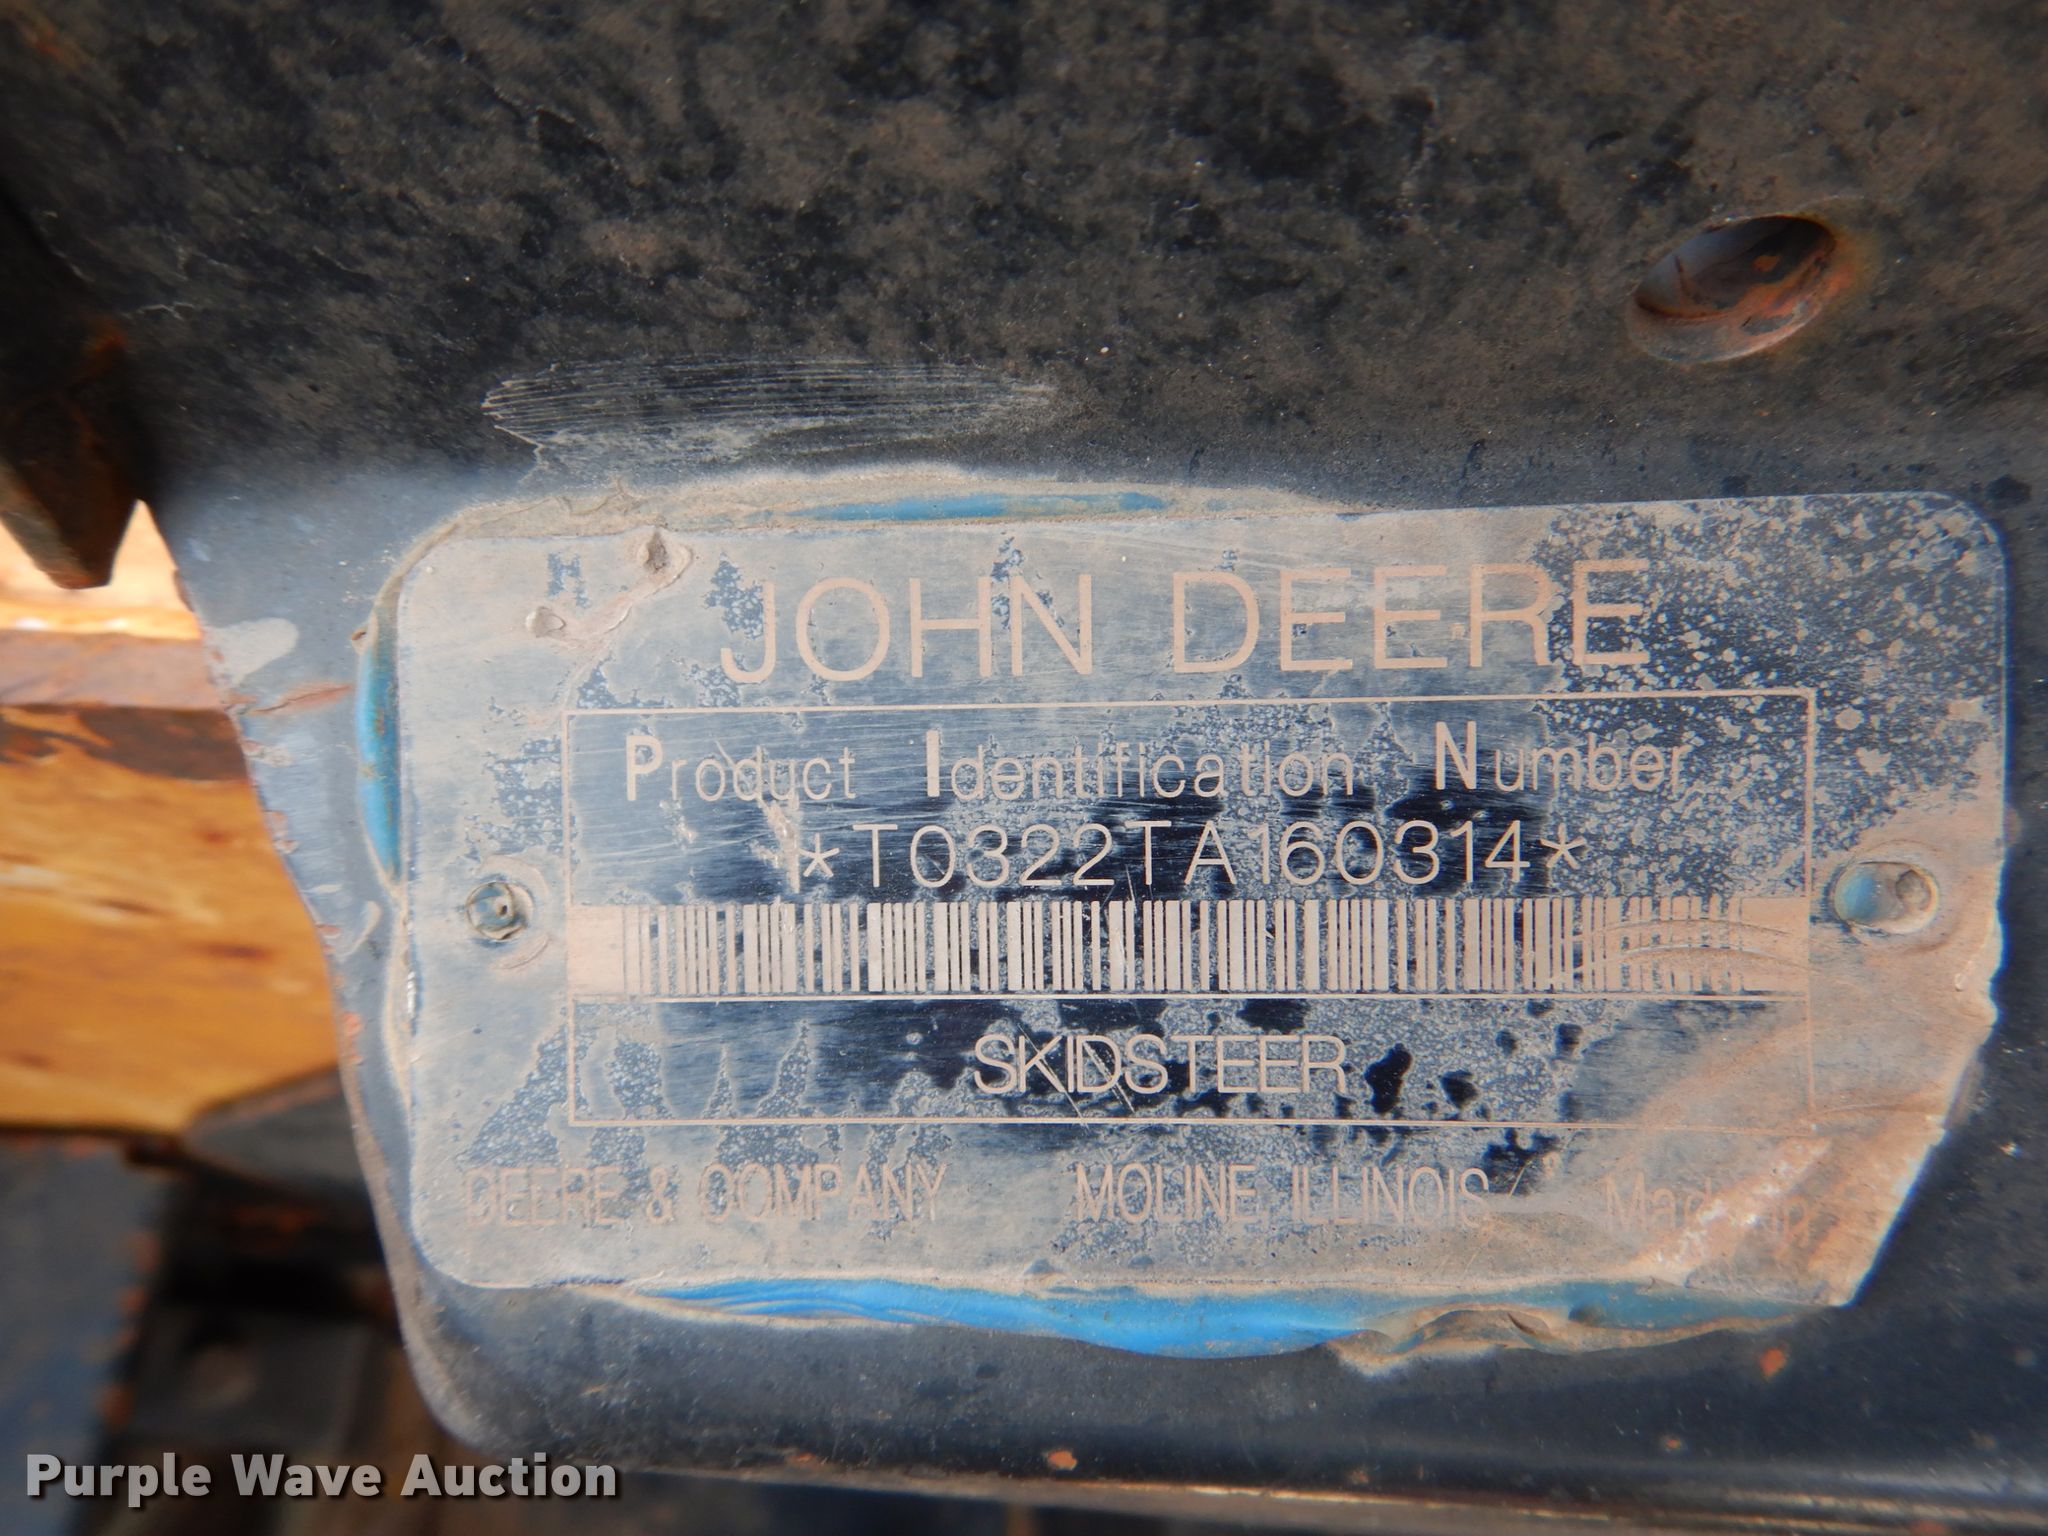 JOHN DEERE
Product Identification Number
*T0322TA160314*
SKIDSTEER
DEERE & COMPANY MOLINE, ILLINOIS
Purple Wave Auction